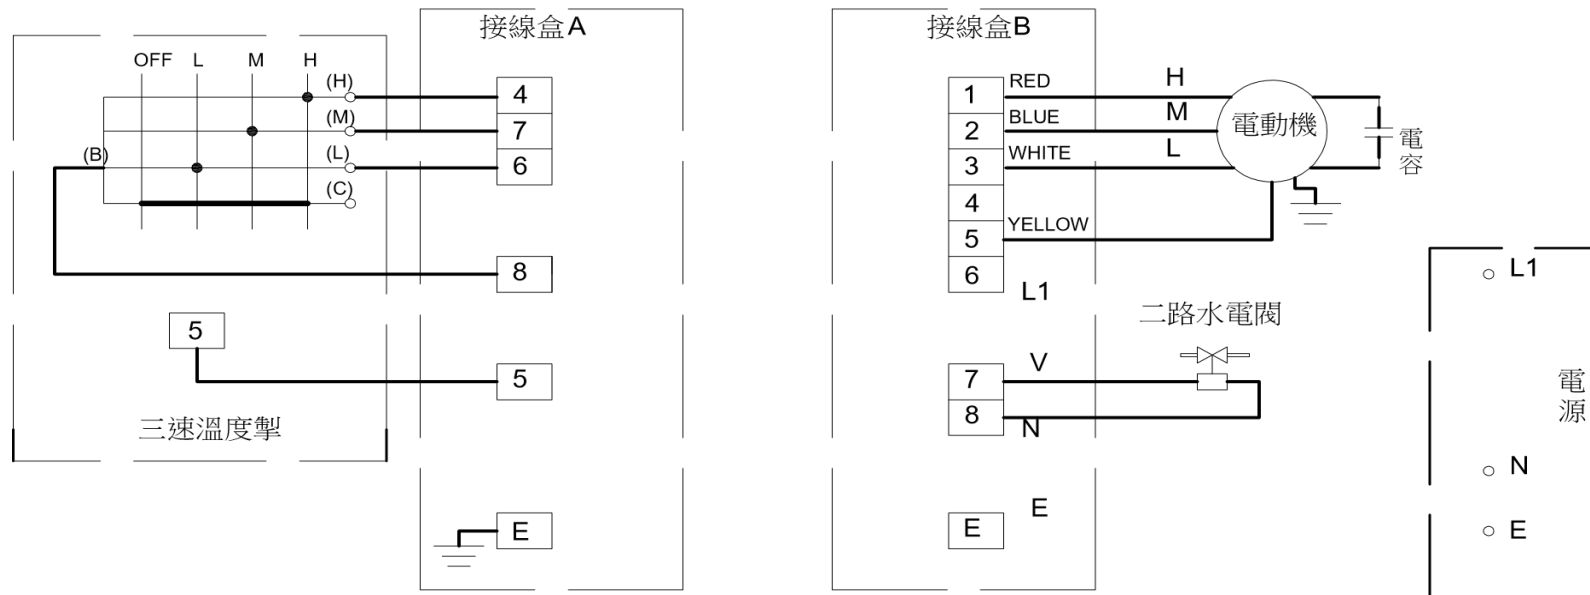 接線盒A
OFF L M H
(H)
(M)
(L)
(B)
(C)
4
7
6
8
5
5
三速溫度掣
E
接線盒B
1 RED H
2 BLUE M
3 WHITE L
4
5 YELLOW
6
L1
電動機
電容
二路水電閥
7 V
8
N
E
E
L1
電源
N
E